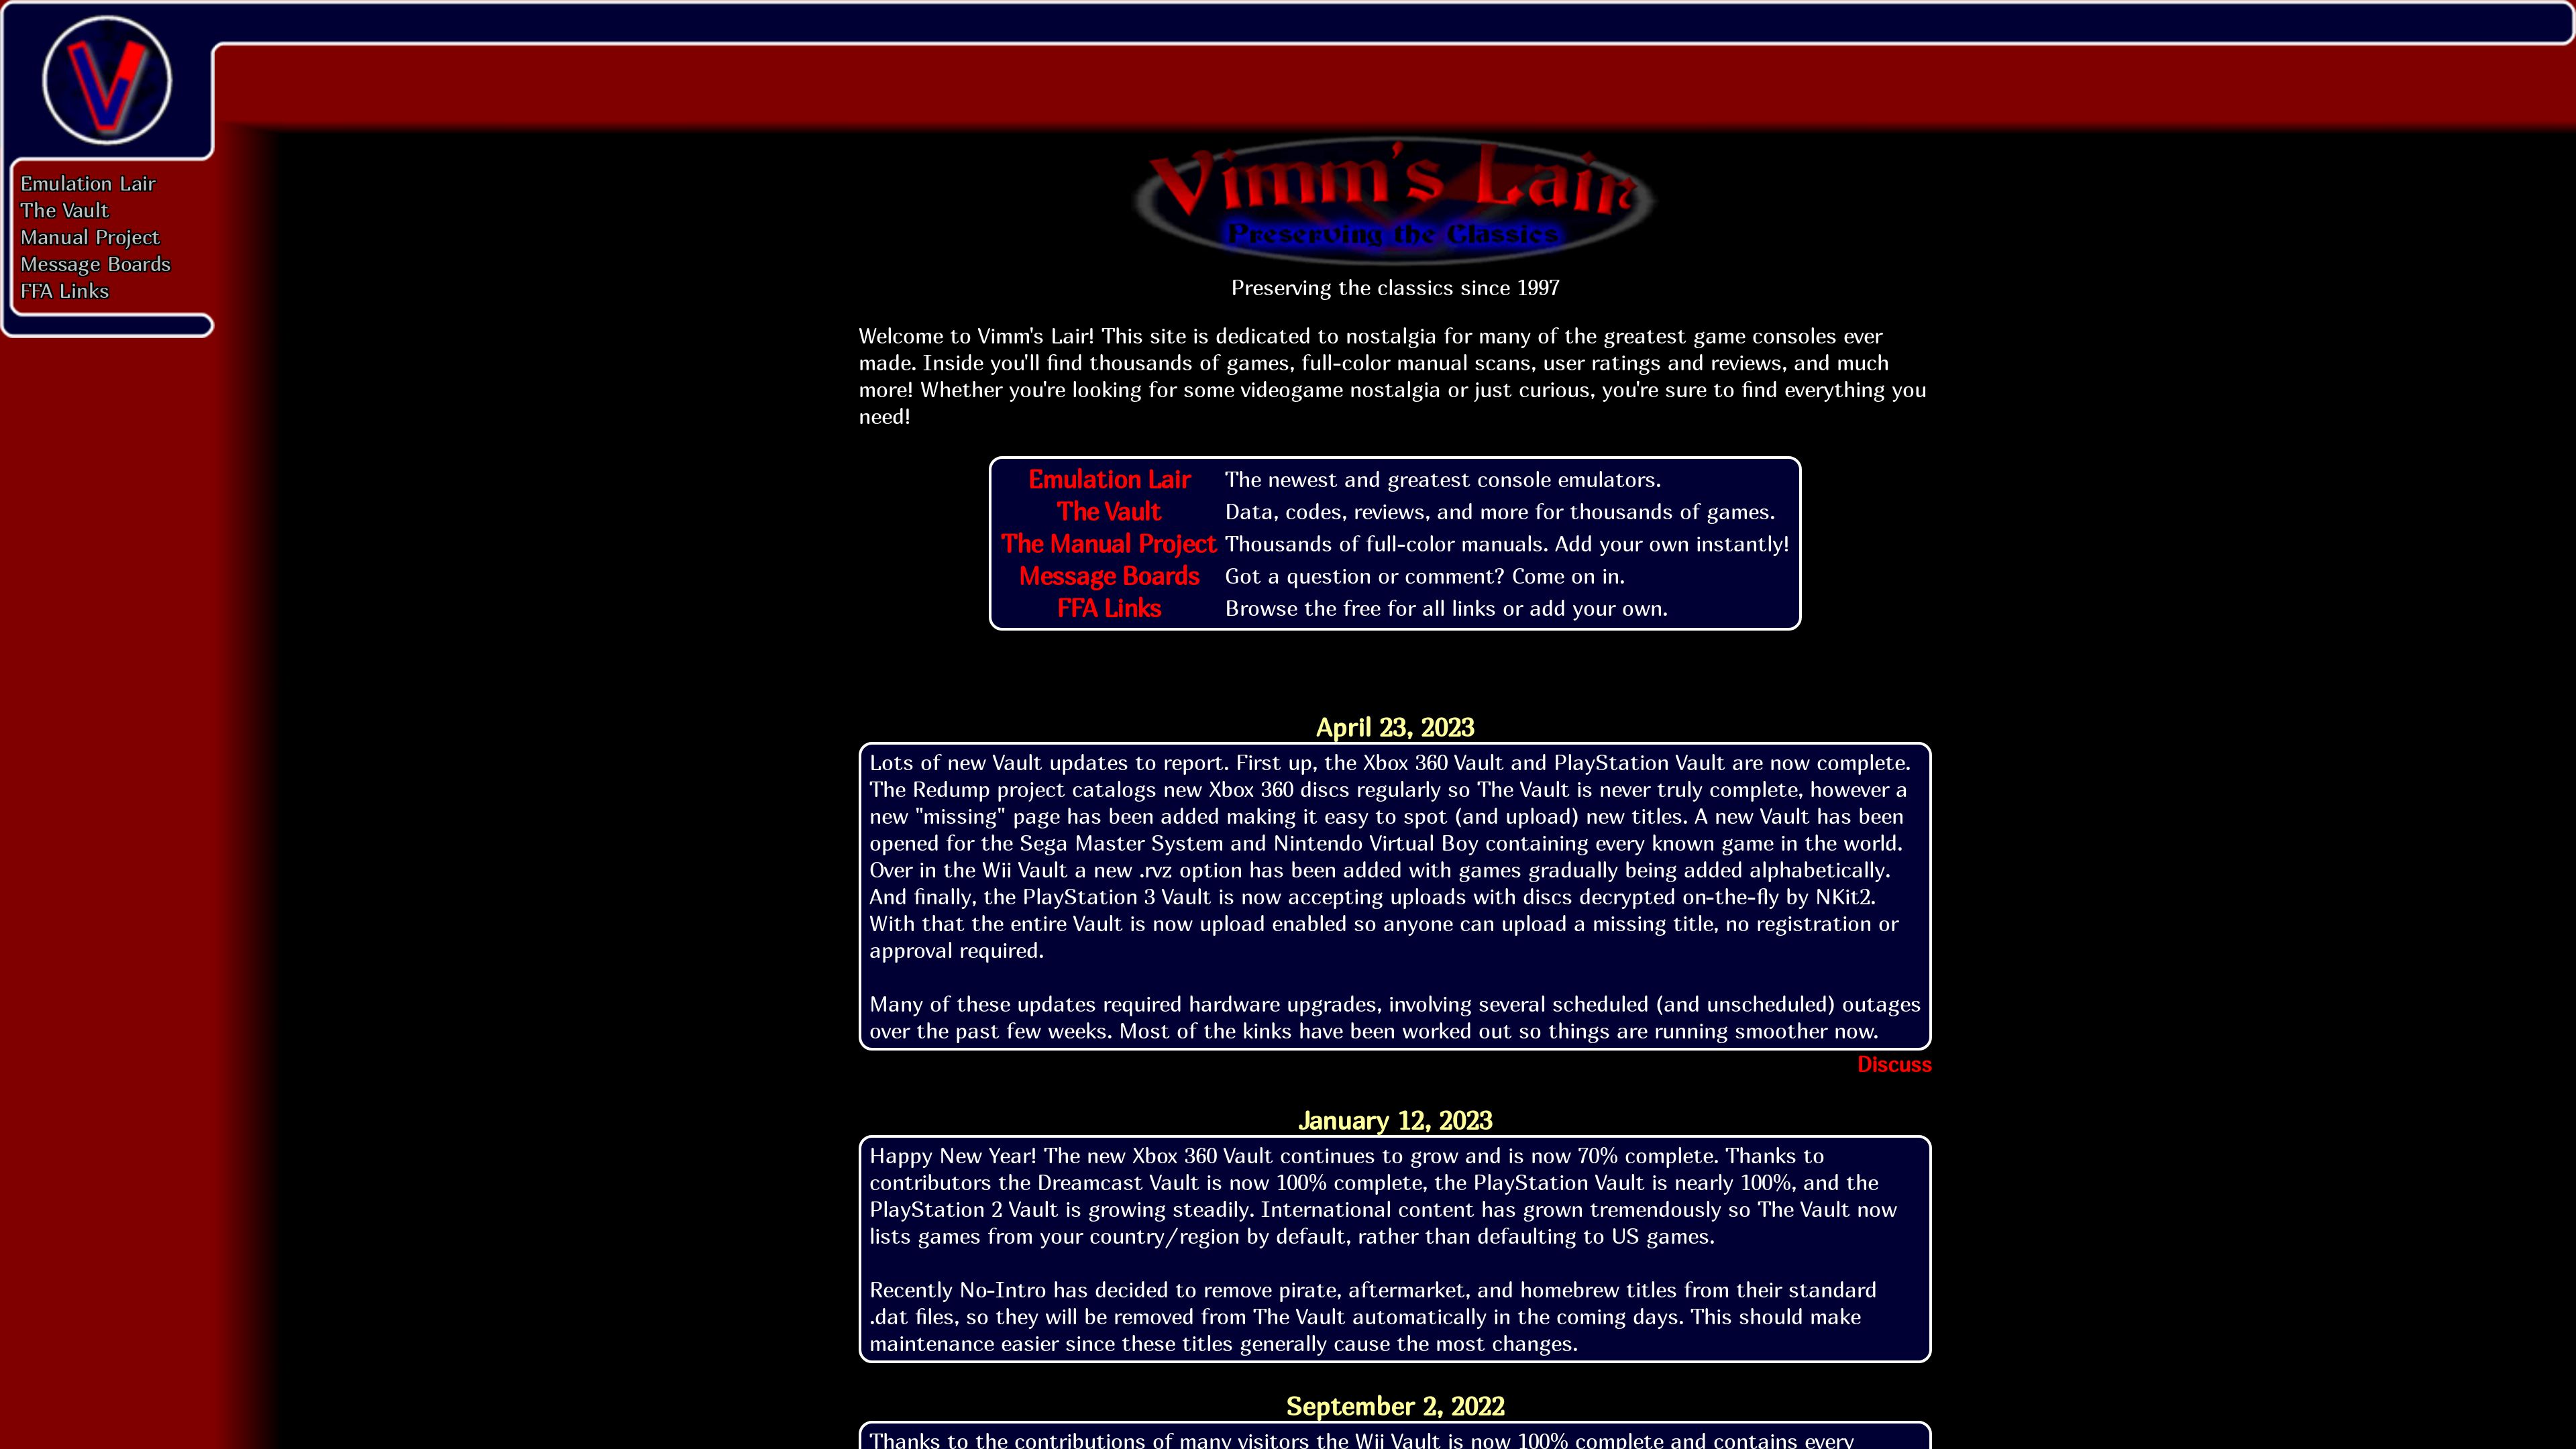 V
Emulation Lair
The Vault
Manual Project
Message Boards
FFA Links
Vimm's Lair
Preserving the Classics
Preserving the classics since 1997
Welcome to Vimm's Lair! This site is dedicated to nostalgia for many of the greatest game consoles ever
made. Inside you'll find thousands of games, full-color manual scans, user ratings and reviews, and much
more! Whether you're looking for some videogame nostalgia or just curious, you're sure to find everything you
need!
Emulation Lair The newest and greatest console emulators.
The Vault Data, codes, reviews, and more for thousands of games.
The Manual Project Thousands of full-color manuals. Add your own instantly!
Message Boards Got a question or comment? Come on in.
FFA Links Browse the free for all links or add your own.
April 23, 2023
Lots of new Vault updates to report. First up, the Xbox 360 Vault and PlayStation Vault are now complete.
The Redump project catalogs new Xbox 360 discs regularly so The Vault is never truly complete, however a
new "missing" page has been added making it easy to spot (and upload) new titles. A new Vault has been
opened for the Sega Master System and Nintendo Virtual Boy containing every known game in the world.
Over in the Wii Vault a new .rvz option has been added with games gradually being added alphabetically.
And finally, the PlayStation 3 Vault is now accepting uploads with discs decrypted on-the-fly by NKit2.
With that the entire Vault is now upload enabled so anyone can upload a missing title, no registration or
approval required.
Many of these updates required hardware upgrades, involving several scheduled (and unscheduled) outages
over the past few weeks. Most of the kinks have been worked out so things are running smoother now.
Discuss
January 12, 2023
Happy New Year! The new Xbox 360 Vault continues to grow and is now 70% complete. Thanks to
contributors the Dreamcast Vault is now 100% complete, the PlayStation Vault is nearly 100%, and the
PlayStation 2 Vault is growing steadily. International content has grown tremendously so The Vault now
lists games from your country/region by default, rather than defaulting to US games.
Recently No-Intro has decided to remove pirate, aftermarket, and homebrew titles from their standard
.dat files, so they will be removed from The Vault automatically in the coming days. This should make
maintenance easier since these titles generally cause the most changes.
September 2, 2022
Thanks to the contributions of many visitors the Wii Vault is now 100% complete and contains every